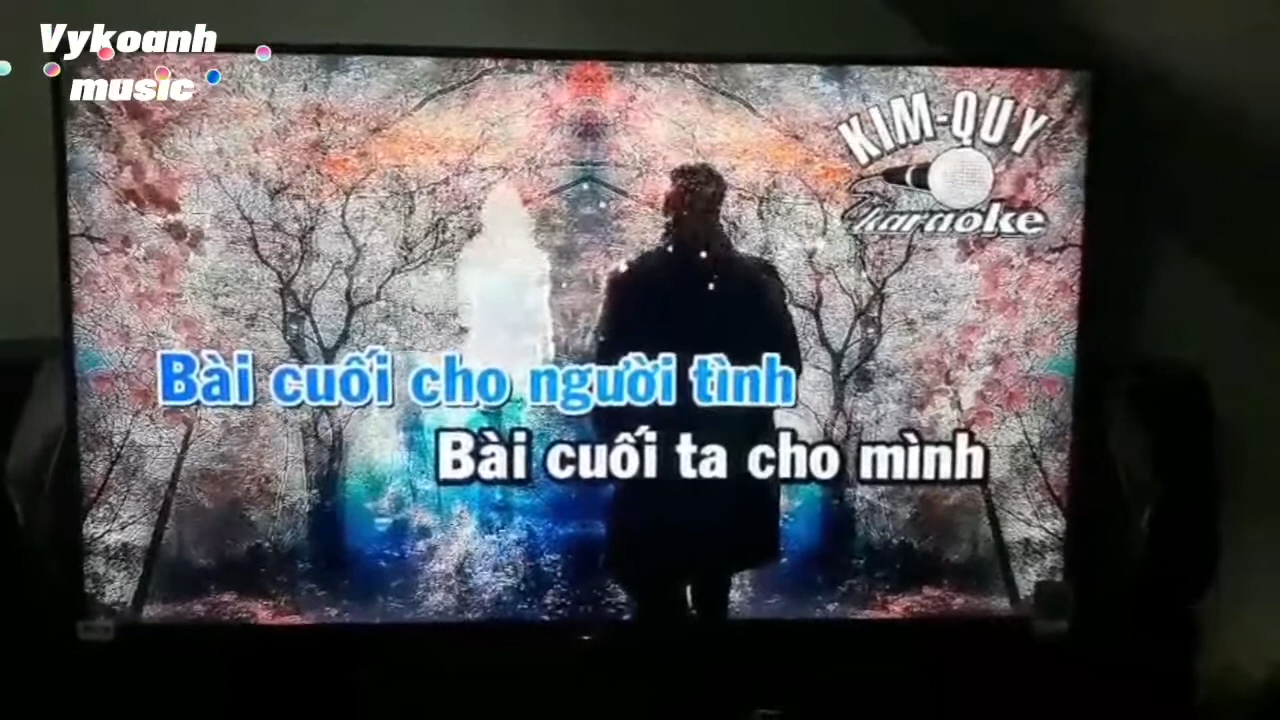 Vykoanh
music
KIM-QUY
karaoke
Bài cuối cho người tình
Bài cuối ta cho mình